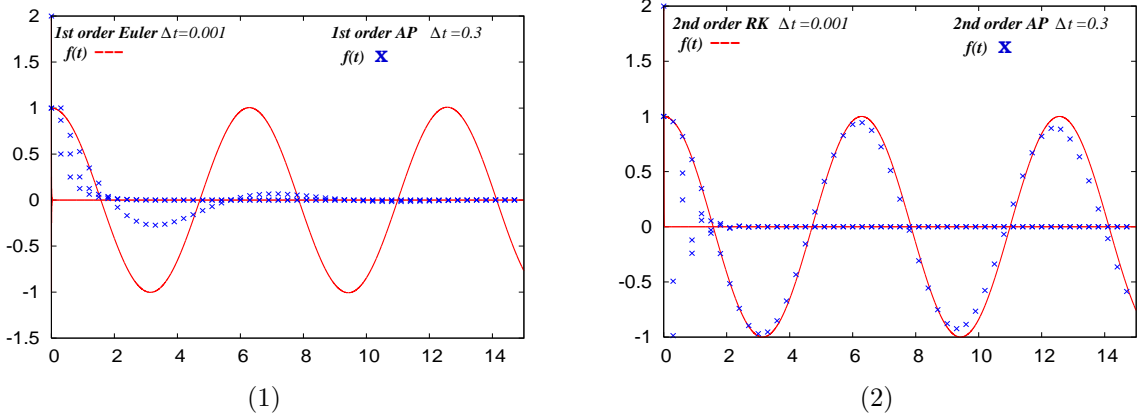 1st order Euler Δt=0.001 1st order AP Δt=0.3
f(t) f(t) x
2
1.5
1
0.5
0
-0.5
-1
-1.5
0 2 4 6 8 10 12 14
(1)
2nd order RK Δt=0.001 2nd order AP Δt=0.3
f(t) f(t) x
2
1.5
1
0.5
0
-0.5
-1
0 2 4 6 8 10 12 14
(2)